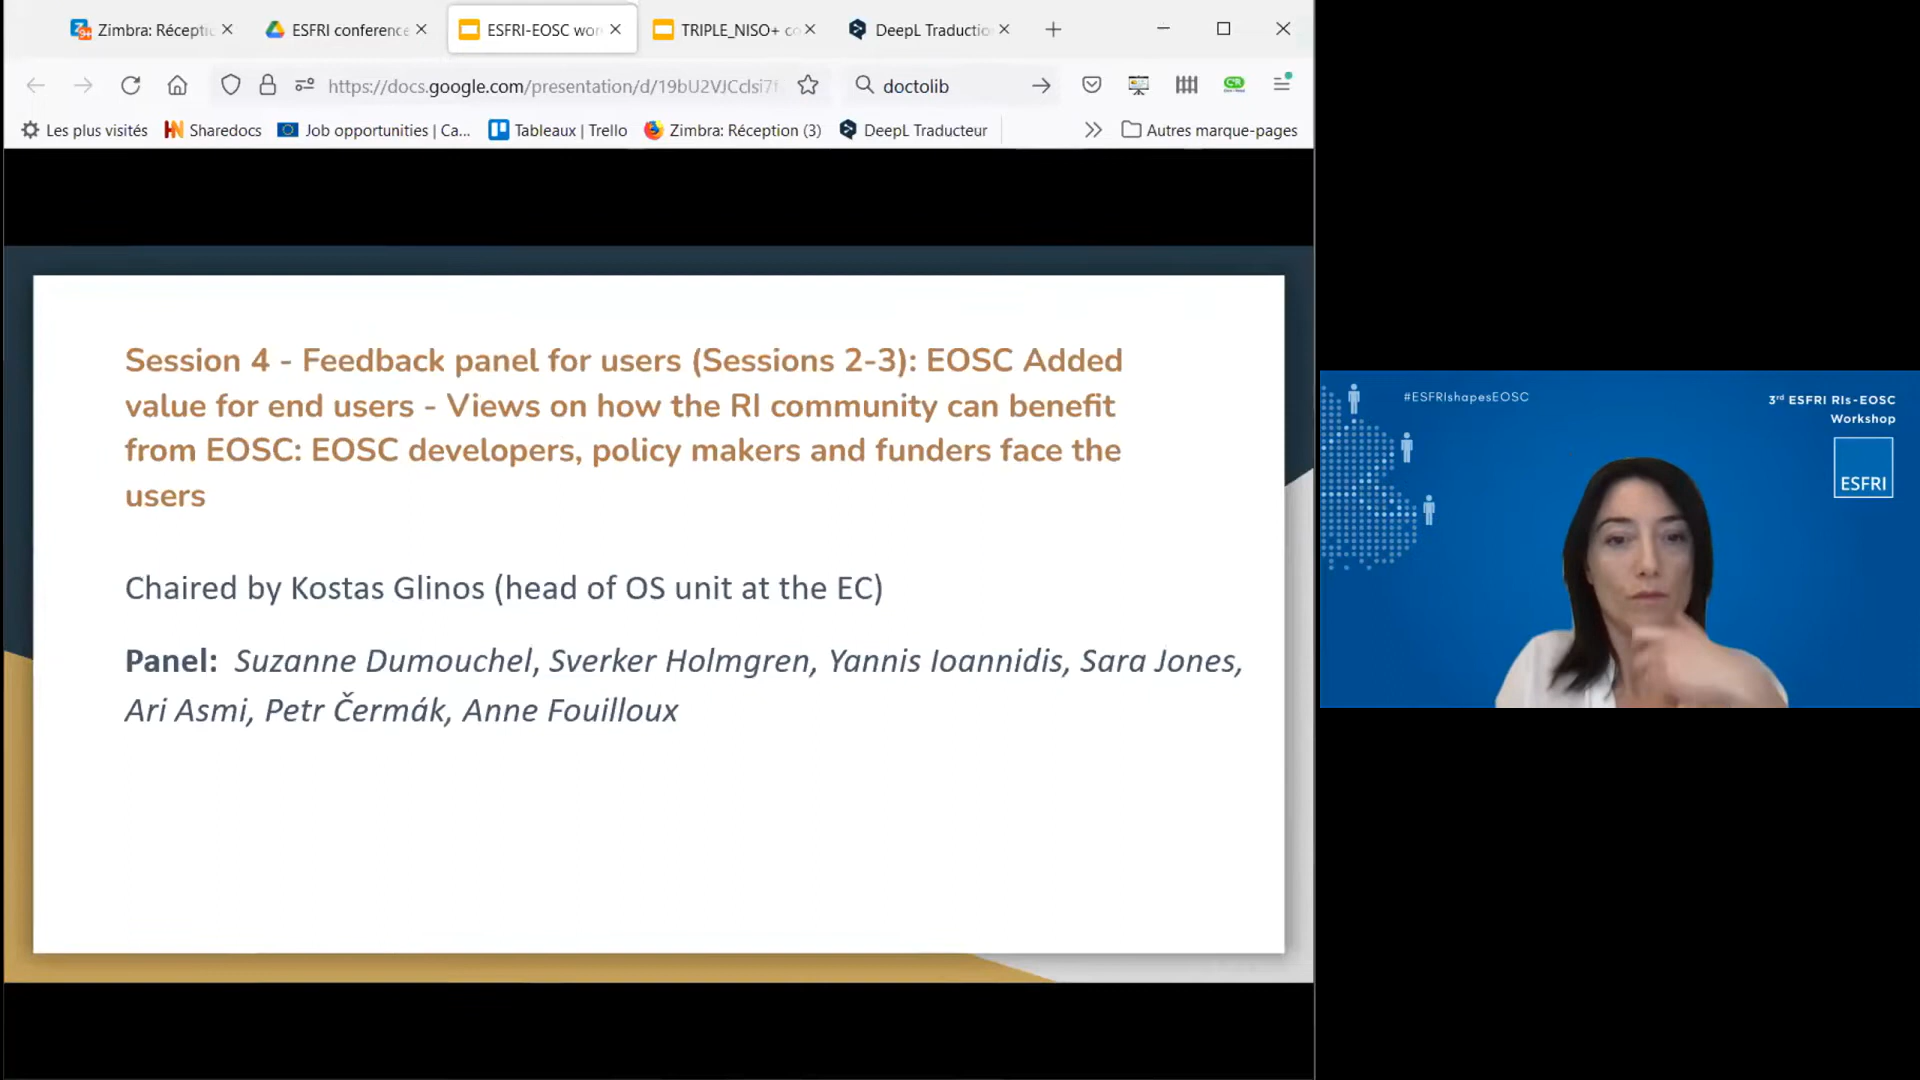 Zimbra: Récepti
ESFRI conference
ESFRI-EOSC wor
TRIPLE_NISO+ co
DeepL Traductio
https://docs.google.com/presentation/d/19bU2VJCclsi7f
doctolib
Les plus visités
Sharedocs
Job opportunities | Ca...
Tableaux | Trello
Zimbra: Réception (3)
DeepL Traducteur
Autres marque-pages
Session 4 - Feedback panel for users (Sessions 2-3): EOSC Added
value for end users - Views on how the RI community can benefit
from EOSC: EOSC developers, policy makers and funders face the
users
Chaired by Kostas Glinos (head of OS unit at the EC)
Panel: Suzanne Dumouchel, Sverker Holmgren, Yannis Ioannidis, Sara Jones,
Ari Asmi, Petr Čermák, Anne Fouilloux
#ESFRIshapesEOSC
3rd ESFRI RIs-EOSC
Workshop
ESFRI